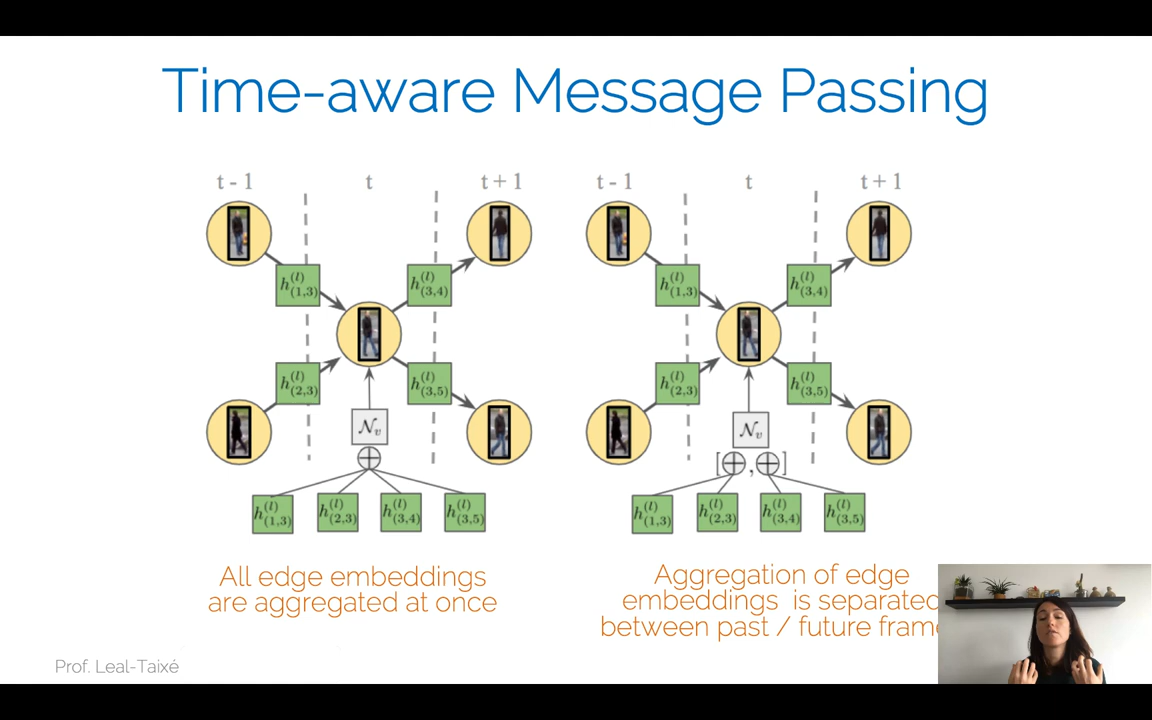 Time-aware Message Passing
t - 1 t t + 1 t - 1 t t + 1
h(1,3)^(l) h(3,4)^(l) h(1,3)^(l) h(3,4)^(l)
h(2,3)^(l) h(3,5)^(l) h(2,3)^(l) h(3,5)^(l)
𝒩v 𝒩v
⊕ [⊕,⊕]
h(1,3)^(l) h(2,3)^(l) h(3,4)^(l) h(3,5)^(l) h(1,3)^(l) h(2,3)^(l) h(3,4)^(l) h(3,5)^(l)
All edge embeddings
are aggregated at once
Aggregation of edge
embeddings is separated
between past / future fram
Prof. Leal-Taixé